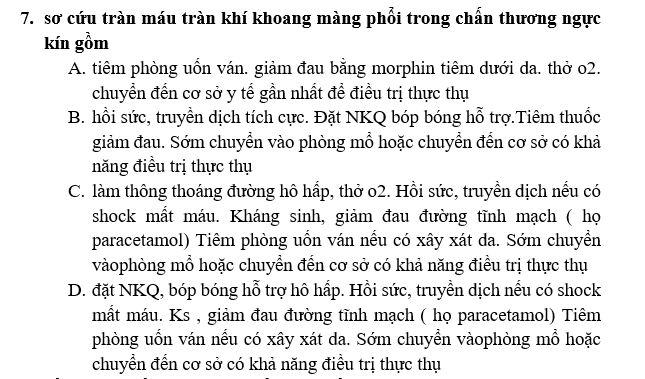 7. sơ cứu tràn máu tràn khí khoang màng phổi trong chấn thương ngực
kín gồm
A. tiêm phòng uốn ván. giảm đau bằng morphin tiêm dưới da. thở o2.
chuyển đến cơ sở y tế gần nhất để điều trị thực thụ
B. hồi sức, truyền dịch tích cực. Đặt NKQ bóp bóng hỗ trợ.Tiêm thuốc
giảm đau. Sớm chuyển vào phòng mổ hoặc chuyển đến cơ sở có khả
năng điều trị thực thụ
C. làm thông thoáng đường hô hấp, thở o2. Hồi sức, truyền dịch nếu có
shock mất máu. Kháng sinh, giảm đau đường tĩnh mạch ( họ
paracetamol) Tiêm phòng uốn ván nếu có xây xát da. Sớm chuyển
vàophòng mổ hoặc chuyển đến cơ sở có khả năng điều trị thực thụ
D. đặt NKQ, bóp bóng hỗ trợ hô hấp. Hồi sức, truyền dịch nếu có shock
mất máu. Ks , giảm đau đường tĩnh mạch ( họ paracetamol) Tiêm
phòng uốn ván nếu có xây xát da. Sớm chuyển vàophòng mổ hoặc
chuyển đến cơ sở có khả năng điều trị thực thụ